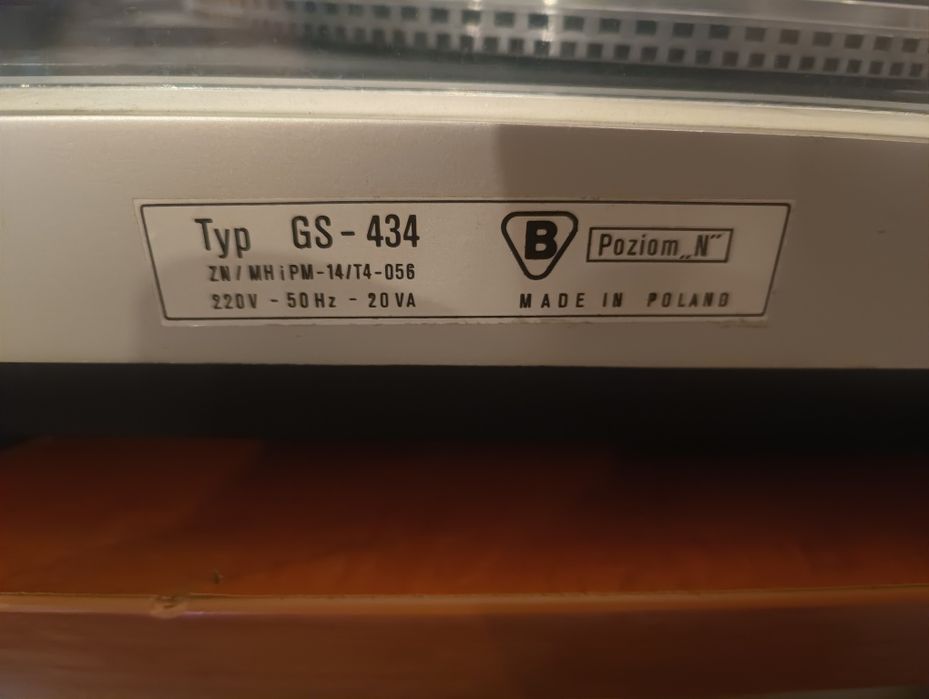 Typ GS-434
ZN/MHiPM-14/T4-056
220V - 50Hz - 20VA
B
Poziom „N”
MADE IN POLAND